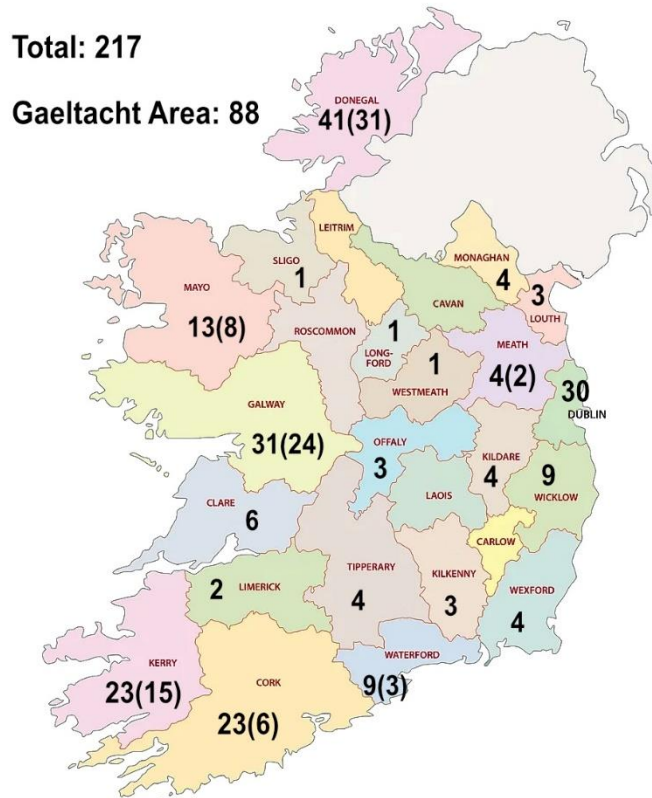 Total: 217
Gaeltacht Area: 88
DONEGAL
41(31)
LEITRIM
SLIGO
1
MONAGHAN
4
CAVAN
3
LOUTH
MAYO
13(8)
ROSCOMMON
1
LONG-
FORD
1
WESTMEATH
MEATH
4(2)
30
DUBLIN
GALWAY
31(24)
OFFALY
3
KILDARE
4
9
WICKLOW
LAOIS
CLARE
6
CARLOW
2
LIMERICK
TIPPERARY
4
KILKENNY
3
WEXFORD
4
KERRY
23(15)
CORK
23(6)
WATERFORD
9(3)